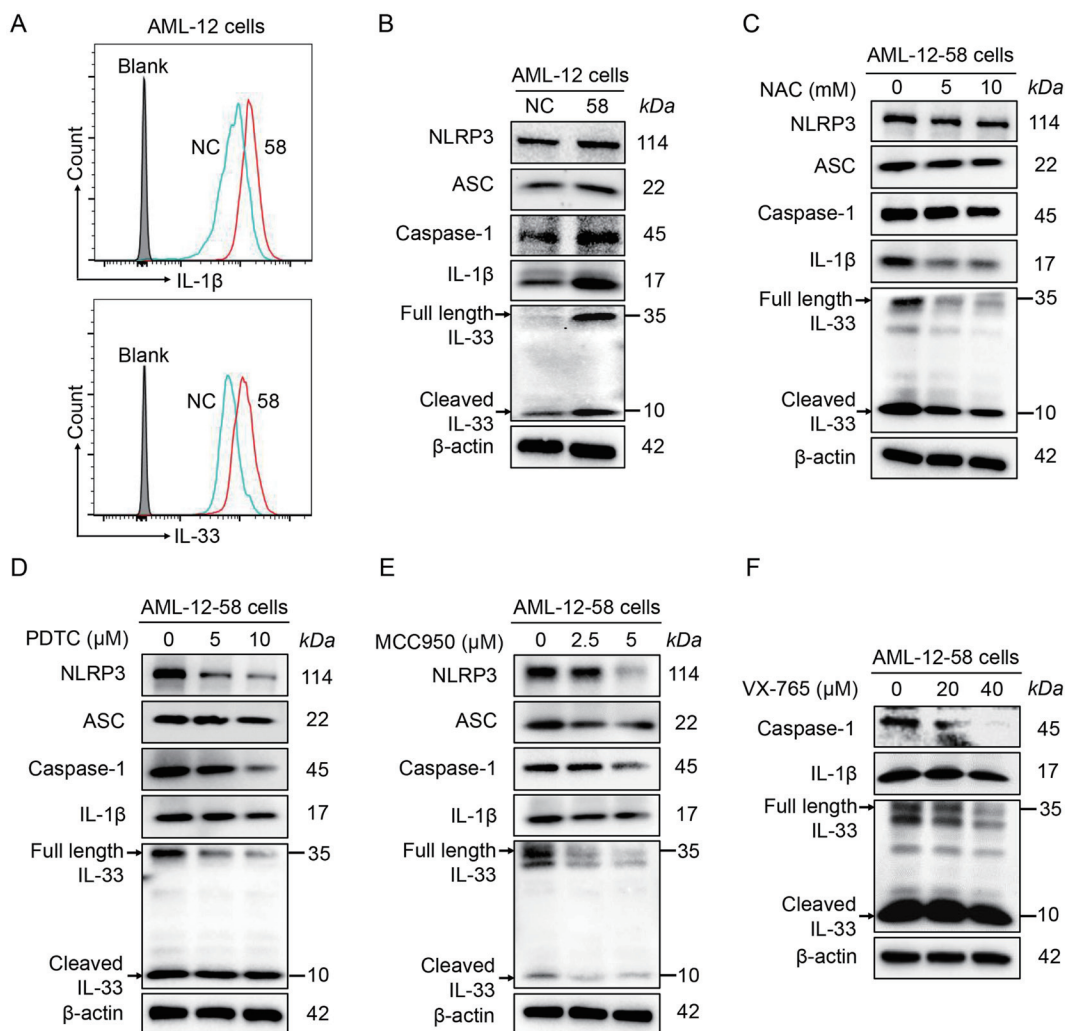 A
AML-12 cells
Blank
NC
58
Count
IL-1β
Blank
NC
58
Count
IL-33
B
AML-12 cells
NC 58 kDa
NLRP3 114
ASC 22
Caspase-1 45
IL-1β 17
Full length 35
IL-33
Cleaved 10
IL-33
β-actin 42
C
AML-12-58 cells
NAC (mM) 0 5 10 kDa
NLRP3 114
ASC 22
Caspase-1 45
IL-1β 17
Full length 35
IL-33
Cleaved 10
IL-33
β-actin 42
D
AML-12-58 cells
PDTC (μM) 0 5 10 kDa
NLRP3 114
ASC 22
Caspase-1 45
IL-1β 17
Full length 35
IL-33
Cleaved 10
IL-33
β-actin 42
E
AML-12-58 cells
MCC950 (μM) 0 2.5 5 kDa
NLRP3 114
ASC 22
Caspase-1 45
IL-1β 17
Full length 35
IL-33
Cleaved 10
IL-33
β-actin 42
F
AML-12-58 cells
VX-765 (μM) 0 20 40 kDa
Caspase-1 45
IL-1β 17
Full length 35
IL-33
Cleaved 10
IL-33
β-actin 42